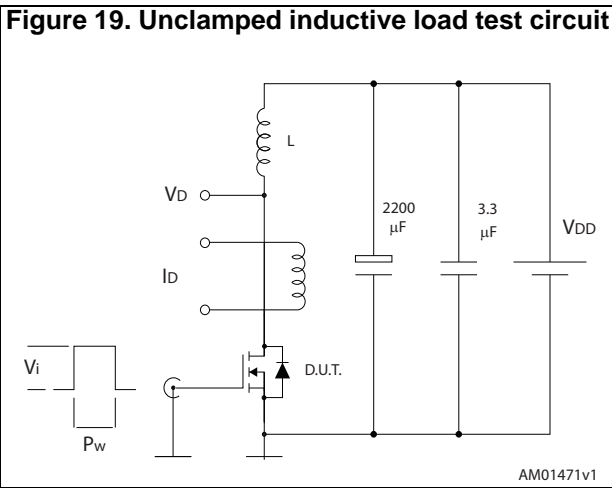 Figure 19. Unclamped inductive load test circuit
L
VD
2200
μF
3.3
μF
VDD
ID
Vi
D.U.T.
Pw
AM01471v1